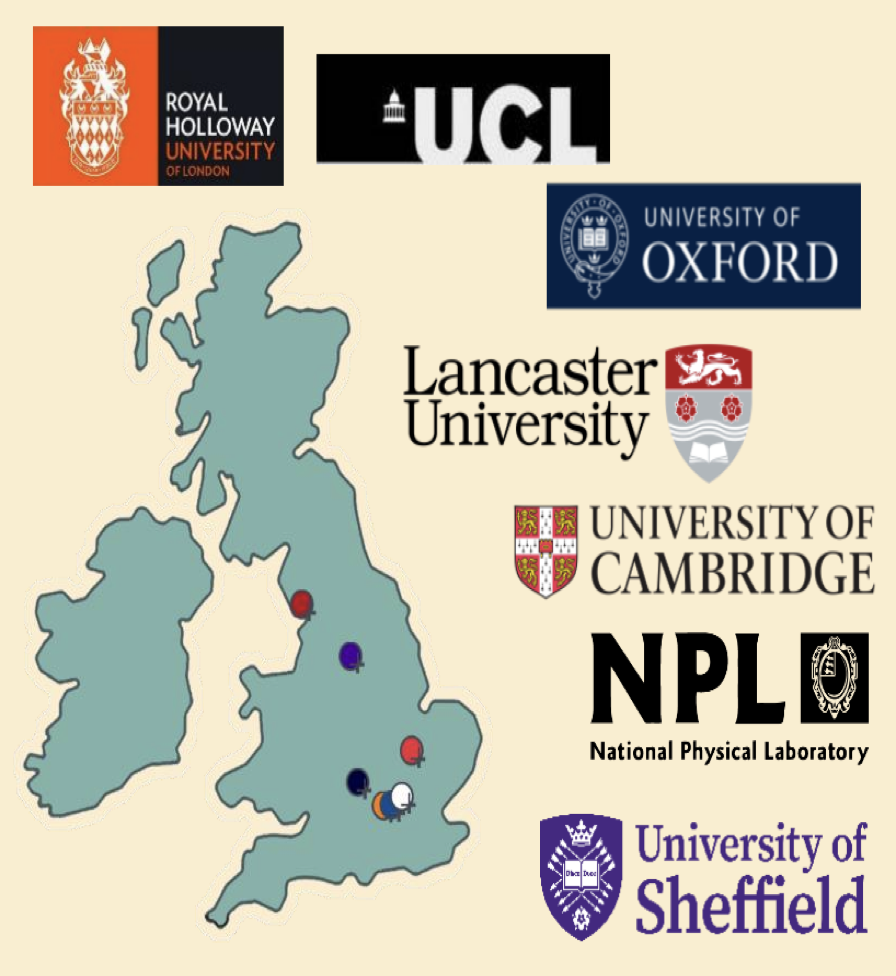 ROYAL
HOLLOWAY
UNIVERSITY
OF LONDON
UCL
UNIVERSITY OF
OXFORD
Lancaster
University
UNIVERSITY OF
CAMBRIDGE
NPL
National Physical Laboratory
University of
Sheffield